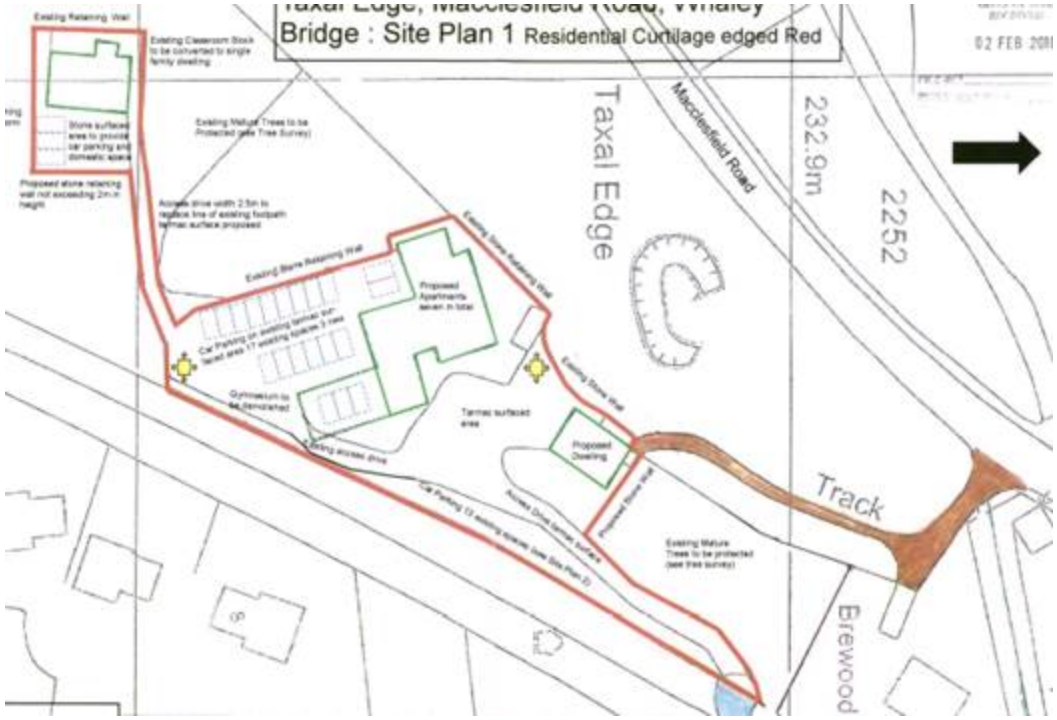 Taxal Edge, Macclesfield Road, Whaley
Bridge : Site Plan 1 Residential Curtilage edged Red
02 FEB 2018
Existing Retaining Wall
Existing Classroom Block
to be converted to single
family dwelling
Stone surfaced
area to provide
car parking and
domestic space
Proposed stone retaining
wall not exceeding 2m in
height
Existing Mature Trees to be
Protected (see Tree Survey)
Access drive width 2.5m to
replace line of existing footpath
tarmac surface proposed
Existing Stone Retaining Wall
Existing Stone Retaining Wall
Taxal Edge
Macclesfield Road
232.9m
2252
Proposed
Apartments
seven in total
Car Parking on existing tarmac sur-
faced area 17 existing spaces 5 new
Gymnasium to
be demolished
Existing access drive
Tarmac surfaced
area
Existing Stone Wall
Proposed
Dwelling
Proposed Stone Wall
Access Drive tarmac surface
Car Parking 13 existing spaces (see Site Plan 2)
Existing Mature
Trees to be protected
(see tree survey)
Track
Brewood